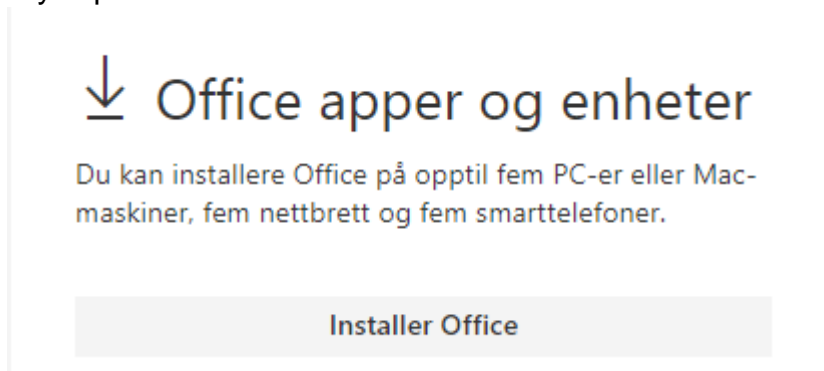 Office apper og enheter
Du kan installere Office på opptil fem PC-er eller Mac-
maskiner, fem nettbrett og fem smarttelefoner.
Installer Office